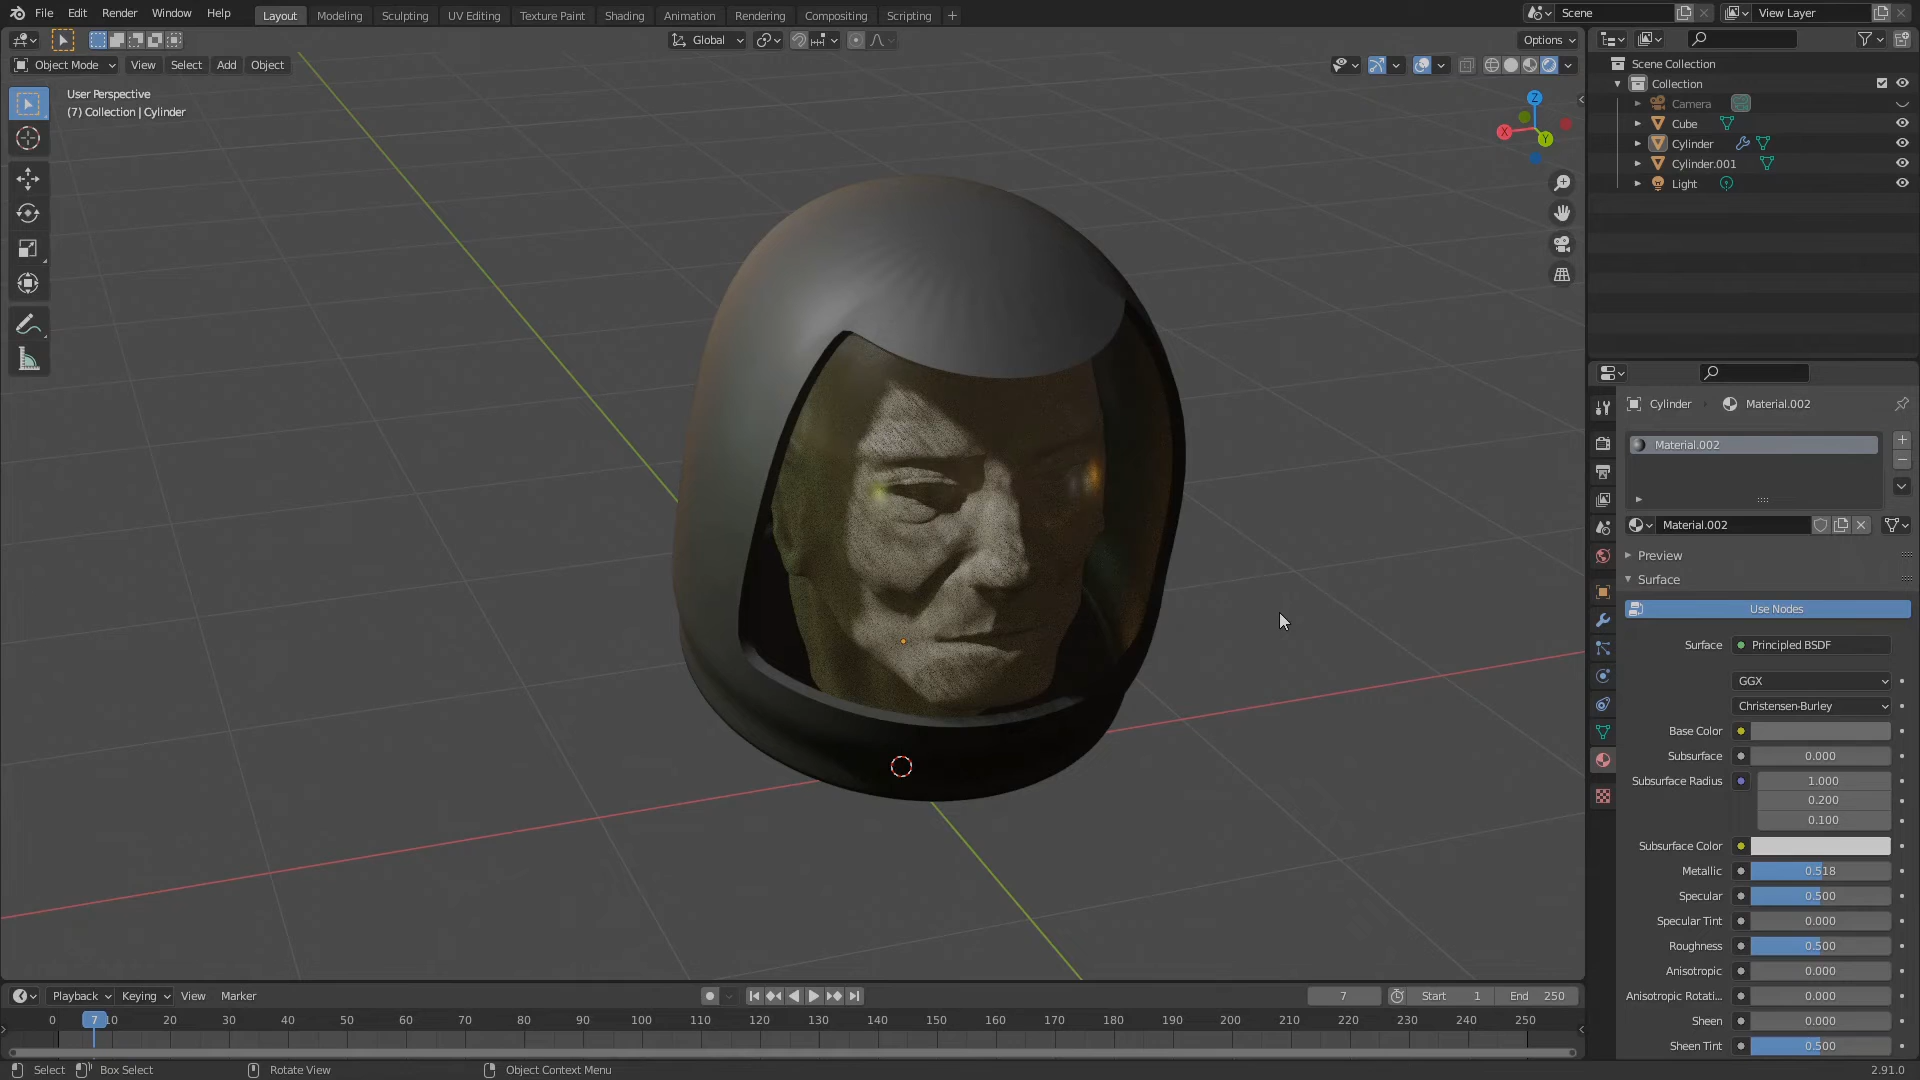 File Edit Render Window Help Layout Modeling Sculpting UV Editing Texture Paint Shading Animation Rendering Compositing Scripting + Scene View Layer
Global Options
Object Mode View Select Add Object
User Perspective
(7) Collection | Cylinder
Z
X
Y
Scene Collection
Collection
Camera
Cube
Cylinder
Cylinder.001
Light
Cylinder Material.002
Material.002
Material.002
Preview
Surface
Use Nodes
Surface Principled BSDF
GGX
Christensen-Burley
Base Color
Subsurface 0.000
Subsurface Radius 1.000
0.200
0.100
Subsurface Color
Metallic 0.518
Specular 0.500
Specular Tint 0.000
Roughness 0.500
Anisotropic 0.000
Anisotropic Rotati... 0.000
Sheen 0.000
Sheen Tint 0.500
Playback Keying View Marker 7 Start 1 End 250
0 7 10 20 30 40 50 60 70 80 90 100 110 120 130 140 150 160 170 180 190 200 210 220 230 240 250
Select Box Select Rotate View Object Context Menu 2.91.0